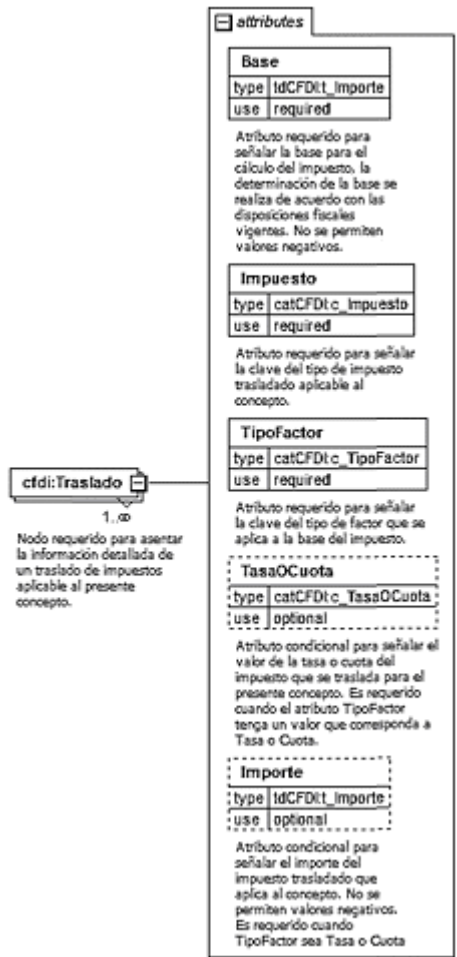 attributes
Base
type tdCFDI:t_Importe
use required
Atributo requerido para
señalar la base para el
cálculo del impuesto, la
determinación de la base se
realiza de acuerdo con las
disposiciones fiscales
vigentes. No se permiten
valores negativos.
Impuesto
type catCFDI:c_Impuesto
use required
Atributo requerido para señalar
la clave del tipo de impuesto
trasladado aplicable al
concepto.
TipoFactor
type catCFDI:c_TipoFactor
use required
Atributo requerido para señalar
la clave del tipo de factor que se
aplica a la base del impuesto.
cfdi:Traslado
1..∞
Nodo requerido para asentar
la información detallada de
un traslado de impuestos
aplicable al presente
concepto.
TasaOCuota
type catCFDI:c_TasaOCuota
use optional
Atributo condicional para señalar el
valor de la tasa o cuota del
impuesto que se traslada para el
presente concepto. Es requerido
cuando el atributo TipoFactor
tenga un valor que corresponda a
Tasa o Cuota.
Importe
type tdCFDI:t_Importe
use optional
Atributo condicional para
señalar el importe del
impuesto trasladado que
aplica al concepto. No se
permiten valores negativos.
Es requerido cuando
TipoFactor sea Tasa o Cuota